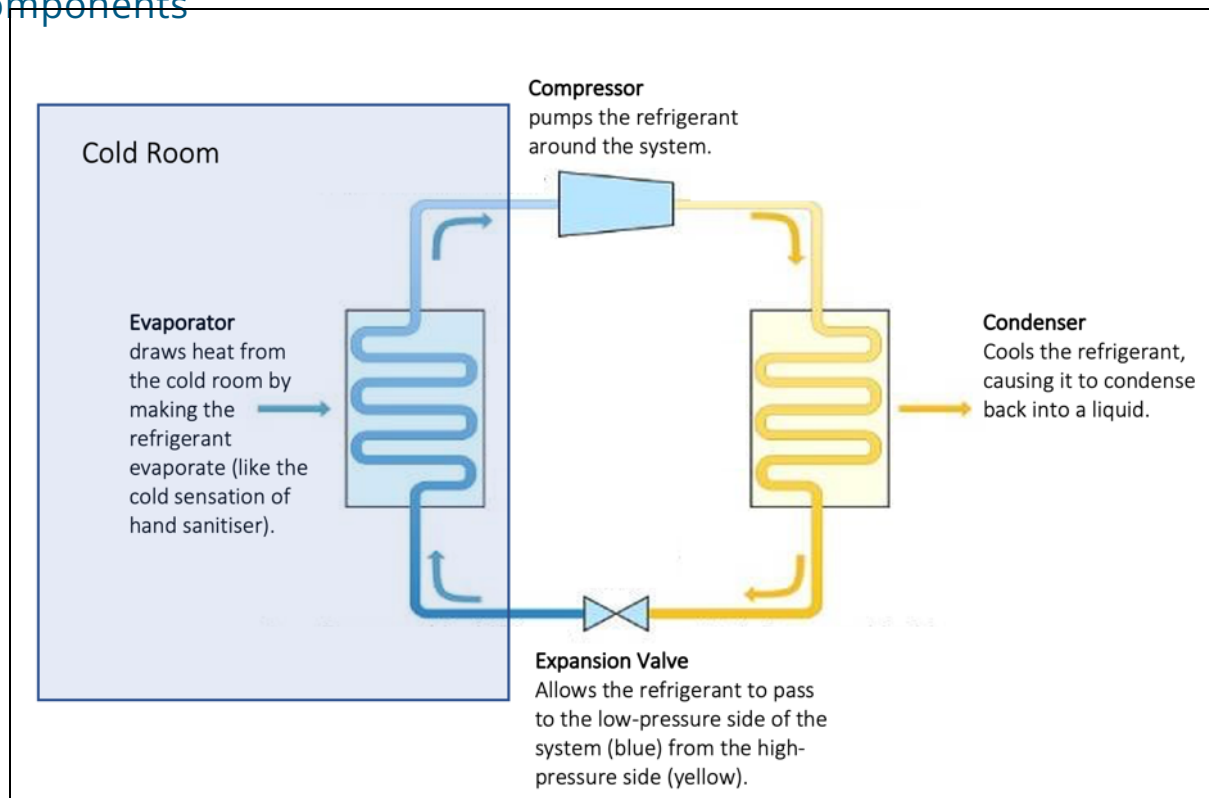 omponents
Compressor
pumps the refrigerant
around the system.
Cold Room
Evaporator
draws heat from
the cold room by
making the
refrigerant
evaporate (like the
cold sensation of
hand sanitiser).
Condenser
Cools the refrigerant,
causing it to condense
back into a liquid.
Expansion Valve
Allows the refrigerant to pass
to the low-pressure side of the
system (blue) from the high-
pressure side (yellow).